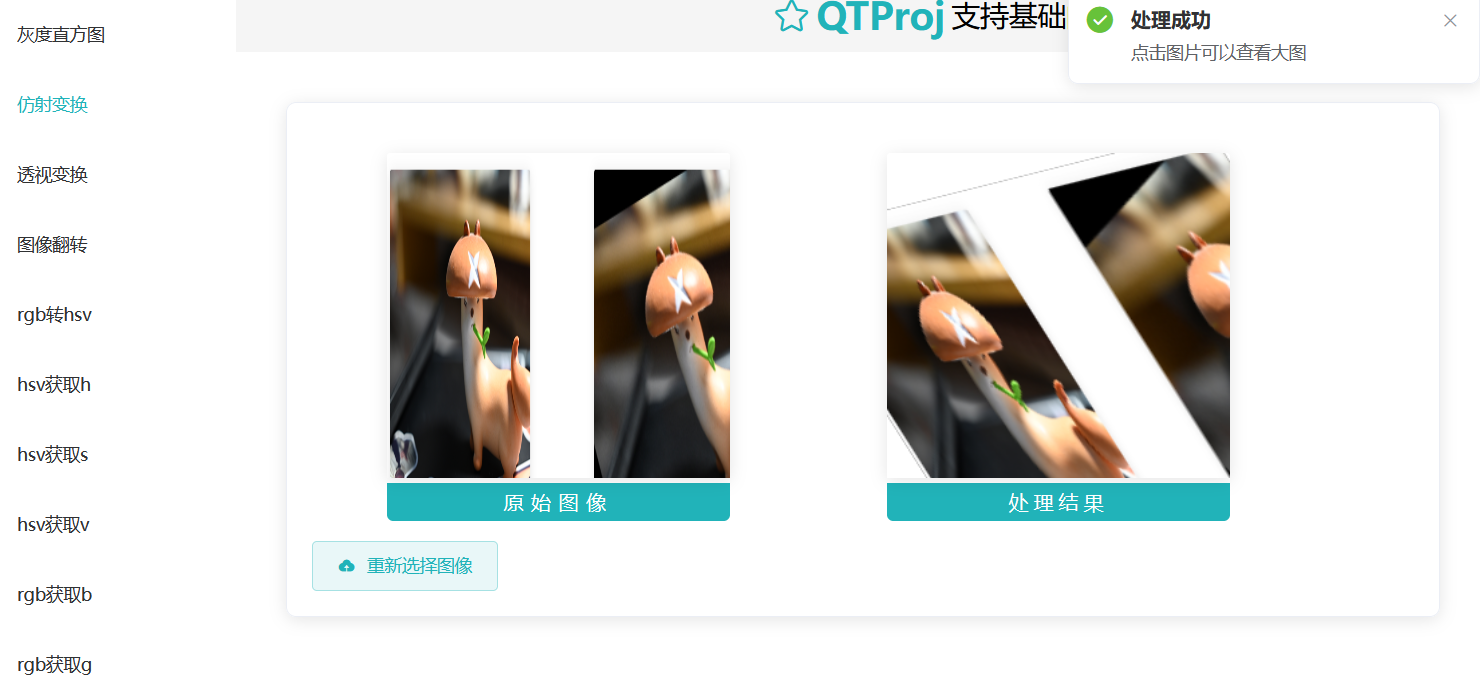 灰度直方图
仿射变换
透视变换
图像翻转
rgb转hsv
hsv获取h
hsv获取s
hsv获取v
rgb获取b
rgb获取g
QTProj 支持基础
处理成功
点击图片可以查看大图
原始图像
处理结果
重新选择图像